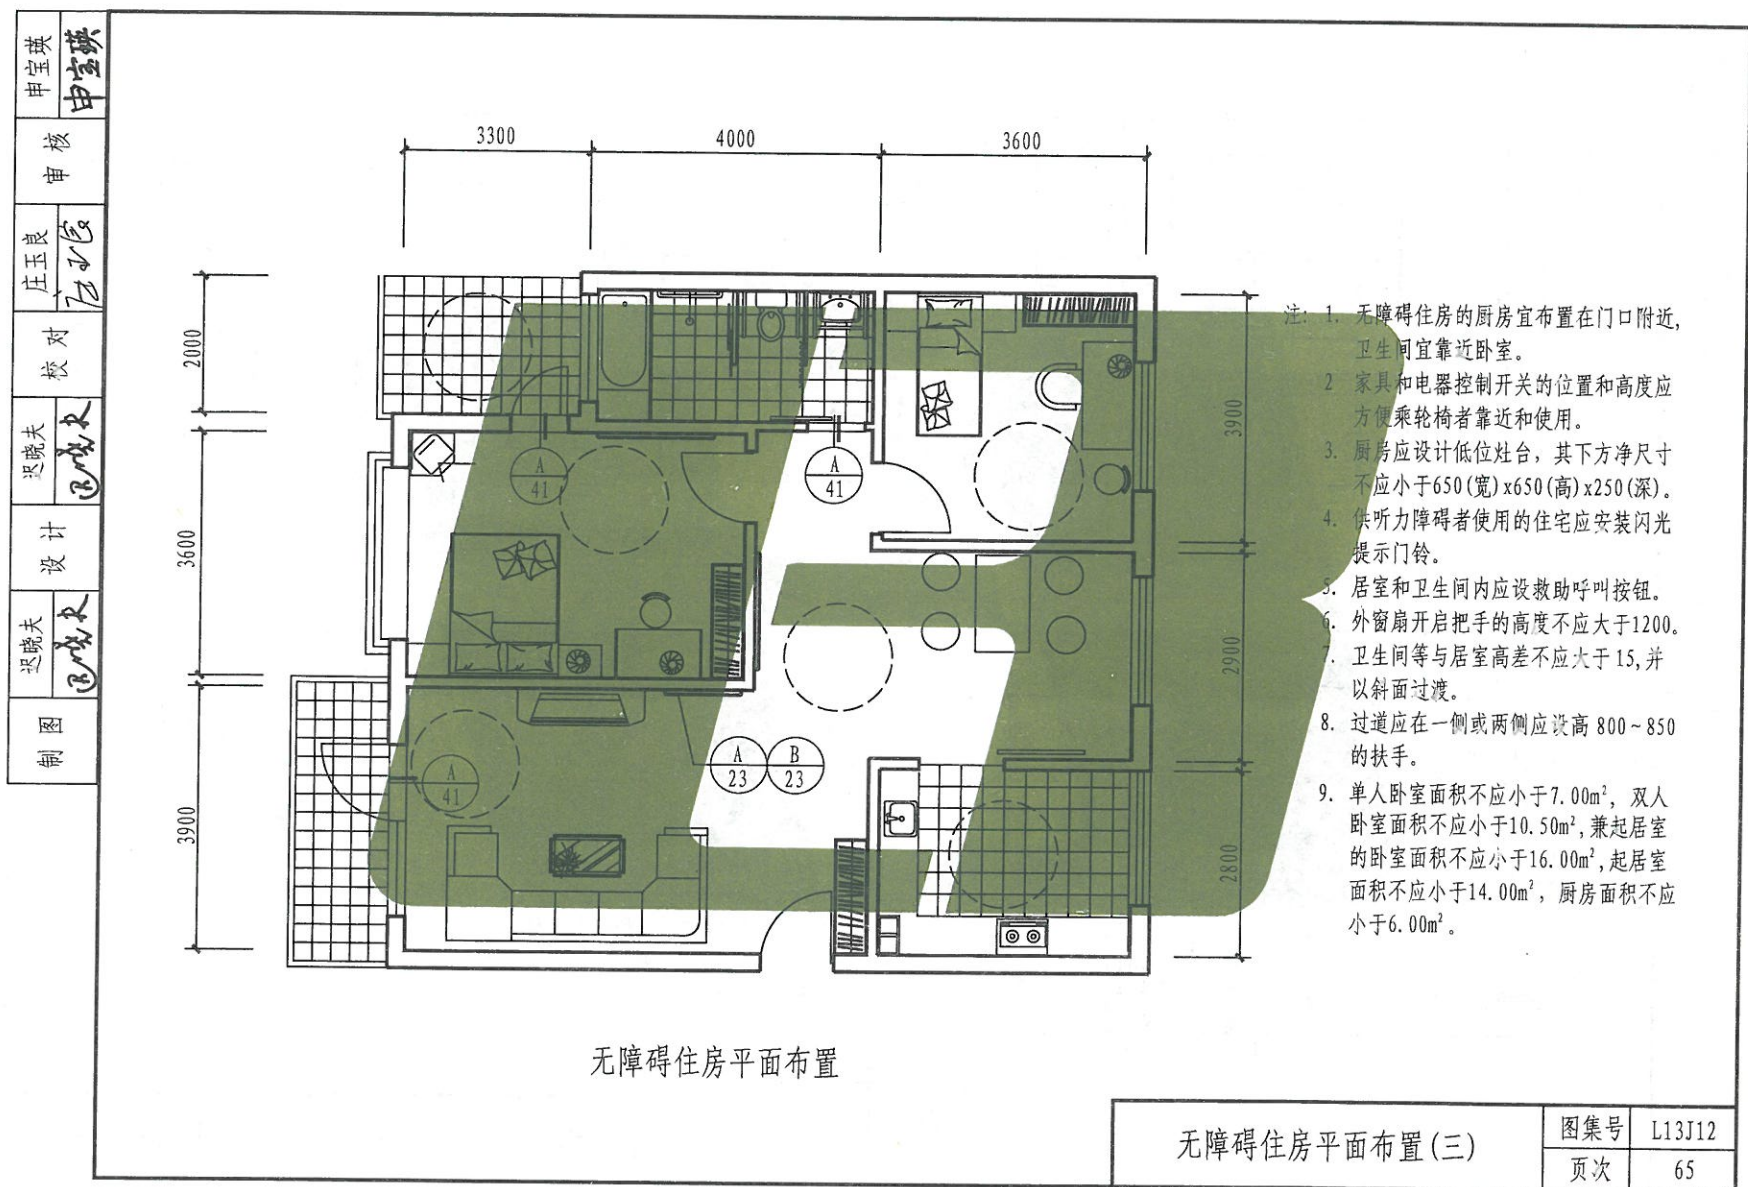 申宝瑛
申宝瑛
审 核
庄玉良
校 对
迟晓夫
设 计
迟晓夫
制 图
3300
4000
3600
2000
3600
3900
3900
2900
2800
A
41
A
41
A
41
A
23
B
23
注: 1. 无障碍住房的厨房宜布置在门口附近,
卫生间宜靠近卧室。
2 家具和电器控制开关的位置和高度应
方便乘轮椅者靠近和使用。
3. 厨房应设计低位灶台, 其下方净尺寸
不应小于650(宽)x650(高)x250(深)。
4. 供听力障碍者使用的住宅应安装闪光
提示门铃。
5. 居室和卫生间内应设救助呼叫按钮。
6. 外窗扇开启把手的高度不应大于1200。
7. 卫生间等与居室高差不应大于15,并
以斜面过渡。
8. 过道应在一侧或两侧应设高 800~850
的扶手。
9. 单人卧室面积不应小于7.00m², 双人
卧室面积不应小于10.50m²,兼起居室
的卧室面积不应小于16.00m²,起居室
面积不应小于14.00m², 厨房面积不应
小于6.00m²。
无障碍住房平面布置
无障碍住房平面布置(三)
图集号 L13J12
页次 65